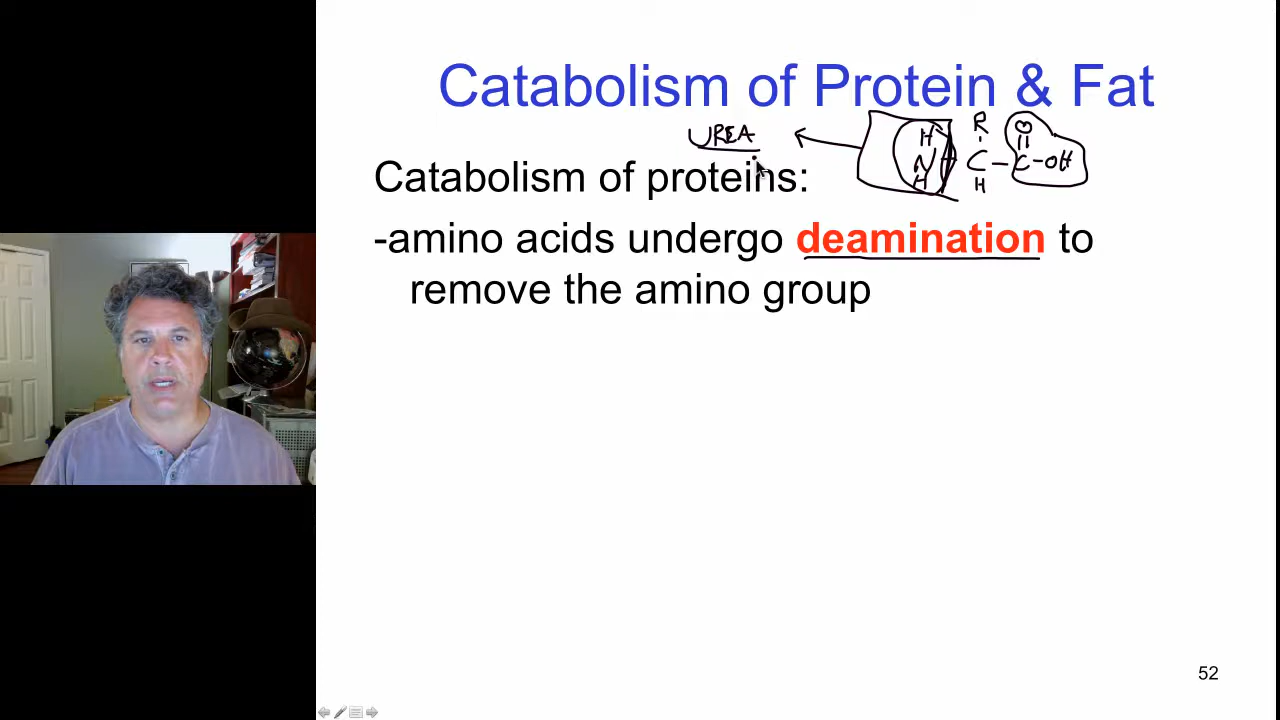 Catabolism of Protein & Fat
UREA
H R O
N C - C - OH
H H
Catabolism of proteins:
-amino acids undergo deamination to
remove the amino group
52